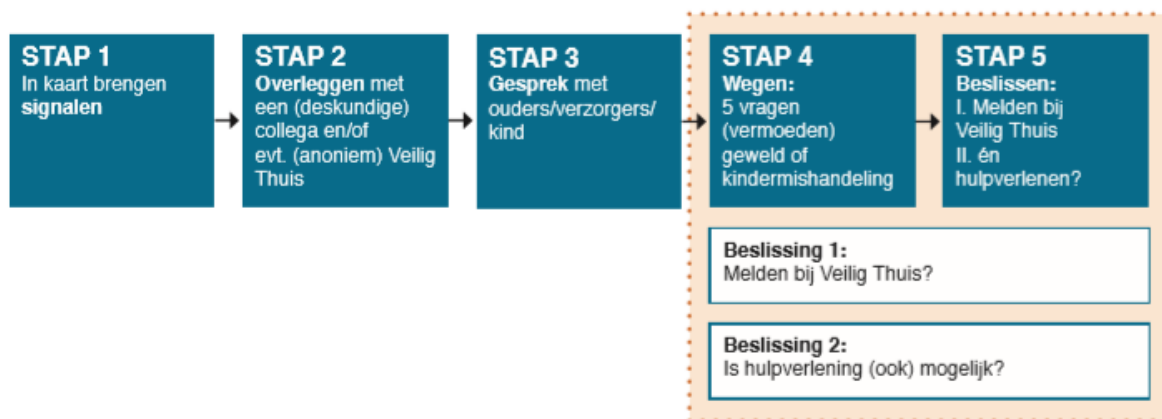 STAP 1
In kaart brengen
signalen
STAP 2
Overleggen met
een (deskundige)
collega en/of
evt. (anoniem) Veilig
Thuis
STAP 3
Gesprek met
ouders/verzorgers/
kind
STAP 4
Wegen:
5 vragen
(vermoeden)
geweld of
kindermishandeling
STAP 5
Beslissen:
I. Melden bij
Veilig Thuis
II. én
hulpverlenen?
Beslissing 1:
Melden bij Veilig Thuis?
Beslissing 2:
Is hulpverlening (ook) mogelijk?